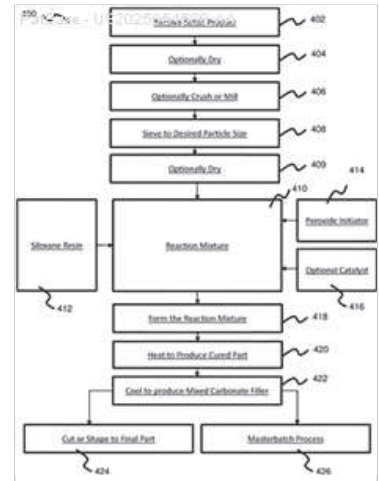 400
402
Optionally Dry
404
Optionally Crush or Mill
406
Sieve to Desired Particle Size
408
Optionally Dry
409
410
414
Siloxane Resin
412
Reaction Mixture
Peroxide Initiator
Optional Catalyst
416
Form the Reaction Mixture
418
Heat to Produce Cured Part
420
Cool to produce Mixed Carbonate Filler
422
Cut or Shape to Final Part
424
Masterbatch Process
426